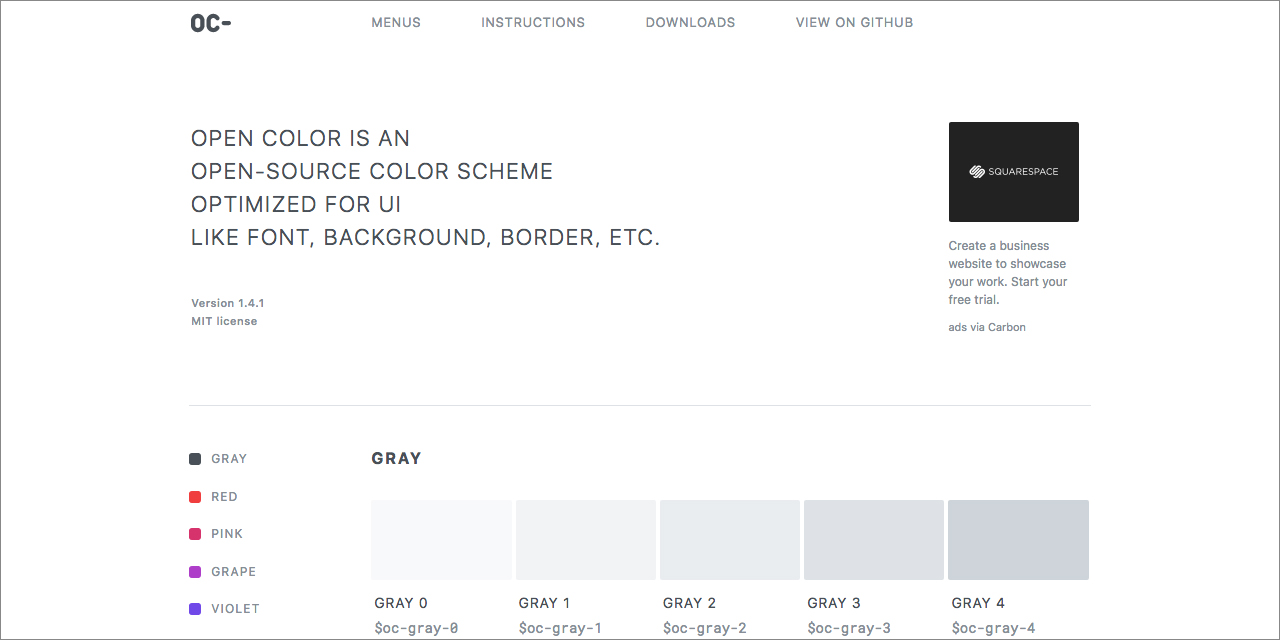 OC-
MENUS
INSTRUCTIONS
DOWNLOADS
VIEW ON GITHUB
OPEN COLOR IS AN
OPEN-SOURCE COLOR SCHEME
OPTIMIZED FOR UI
LIKE FONT, BACKGROUND, BORDER, ETC.
Version 1.4.1
MIT license
SQUARESPACE
Create a business
website to showcase
your work. Start your
free trial.
ads via Carbon
GRAY
RED
PINK
GRAPE
VIOLET
GRAY
GRAY 0
$oc-gray-0
GRAY 1
$oc-gray-1
GRAY 2
$oc-gray-2
GRAY 3
$oc-gray-3
GRAY 4
$oc-gray-4